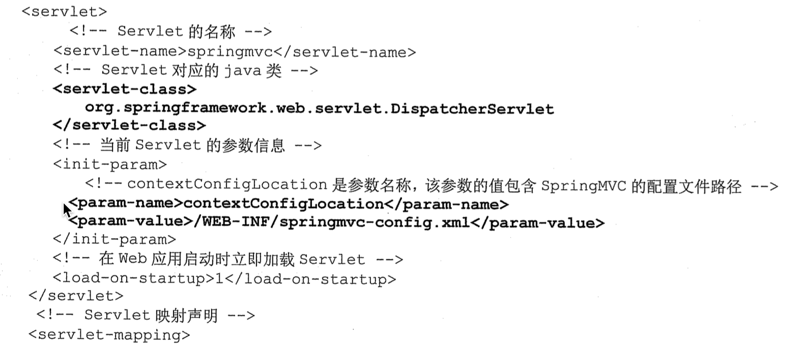 <servlet>
<!-- Servlet 的名称 -->
<servlet-name>springmvc</servlet-name>
<!-- Servlet 对应的 java 类 -->
<servlet-class>
org.springframework.web.servlet.DispatcherServlet
</servlet-class>
<!-- 当前 Servlet 的参数信息 -->
<init-param>
<!-- contextConfigLocation 是参数名称，该参数的值包含 SpringMVC 的配置文件路径 -->
<param-name>contextConfigLocation</param-name>
<param-value>/WEB-INF/springmvc-config.xml</param-value>
</init-param>
<!-- 在 Web 应用启动时立即加载 Servlet -->
<load-on-startup>1</load-on-startup>
</servlet>
<!-- Servlet 映射声明 -->
<servlet-mapping>